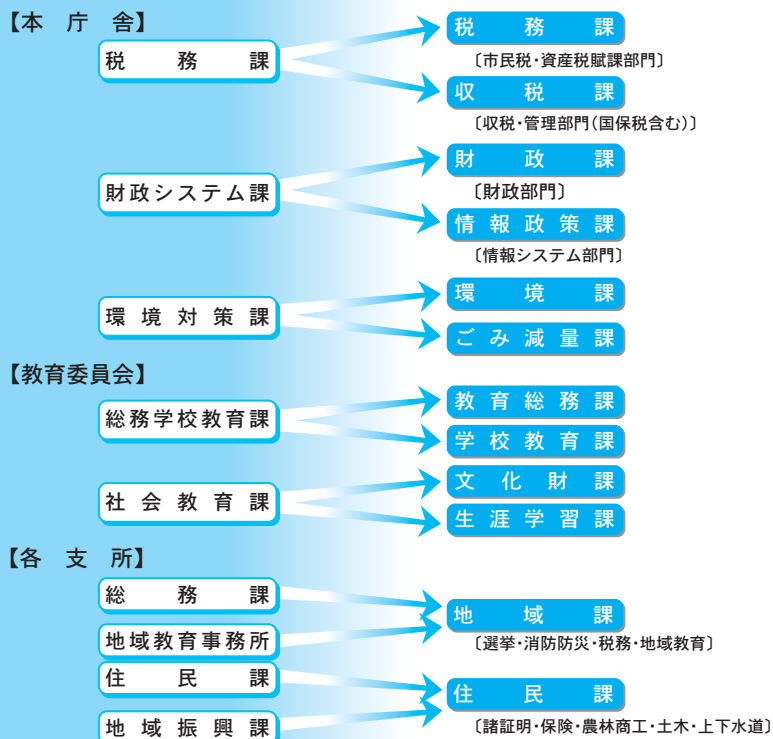 【本庁舎】
税務課
税務課
〔市民税・資産税賦課部門〕
収税課
〔収税・管理部門(国保税含む)〕
財政システム課
財政課
〔財政部門〕
情報政策課
〔情報システム部門〕
環境対策課
環境課
ごみ減量課
【教育委員会】
総務学校教育課
教育総務課
学校教育課
社会教育課
文化財課
生涯学習課
【各支所】
総務課
地域教育事務所
地域課
〔選挙・消防防災・税務・地域教育〕
住民課
地域振興課
住民課
〔諸証明・保険・農林商工・土木・上下水道〕